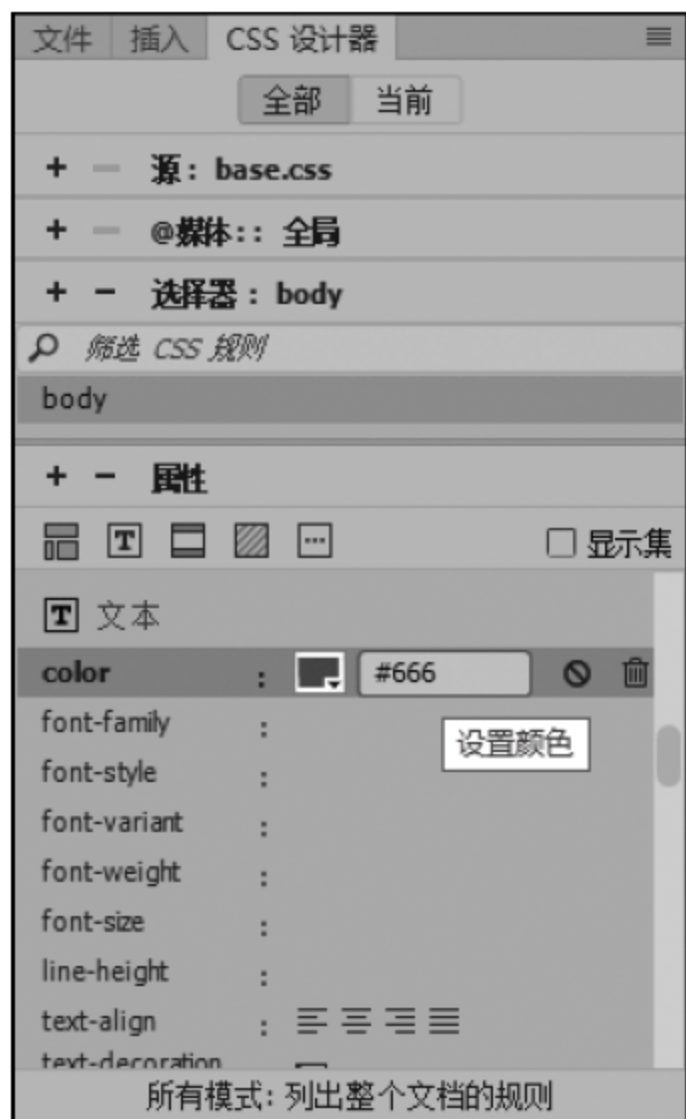 文件 插入 CSS 设计器
全部 当前
+ − 源: base.css
+ − @媒体:: 全局
+ − 选择器: body
筛选 CSS 规则
body
+ − 属性
T 显示集
T 文本
color : #666
设置颜色
font-family :
font-style :
font-variant :
font-weight :
font-size :
line-height :
text-align :
text-decoration
所有模式: 列出整个文档的规则